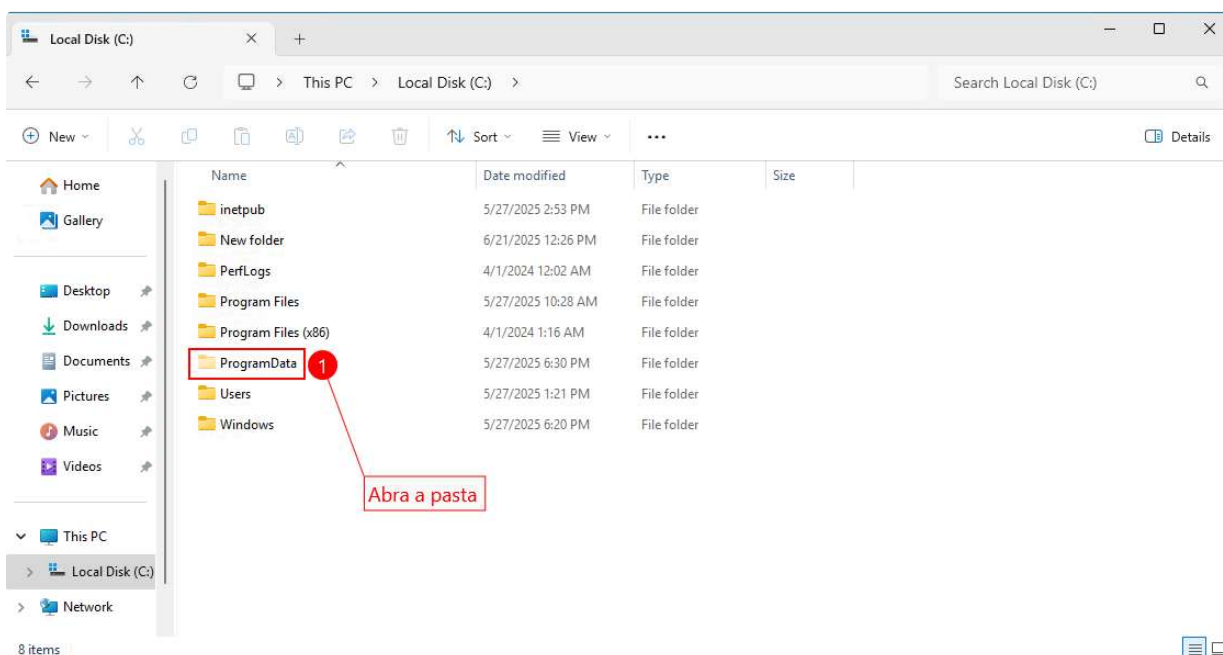 Local Disk (C:)
This PC > Local Disk (C:) >
Search Local Disk (C:)
New
Sort
View
Details
Name Date modified Type Size
Home
Gallery
Desktop
Downloads
Documents
Pictures
Music
Videos
This PC
Local Disk (C:)
Network
inetpub 5/27/2025 2:53 PM File folder
New folder 6/21/2025 12:26 PM File folder
PerfLogs 4/1/2024 12:02 AM File folder
Program Files 5/27/2025 10:28 AM File folder
Program Files (x86) 4/1/2024 1:16 AM File folder
ProgramData 1 5/27/2025 6:30 PM File folder
Users 5/27/2025 1:21 PM File folder
Windows 5/27/2025 6:20 PM File folder
Abra a pasta
8 items